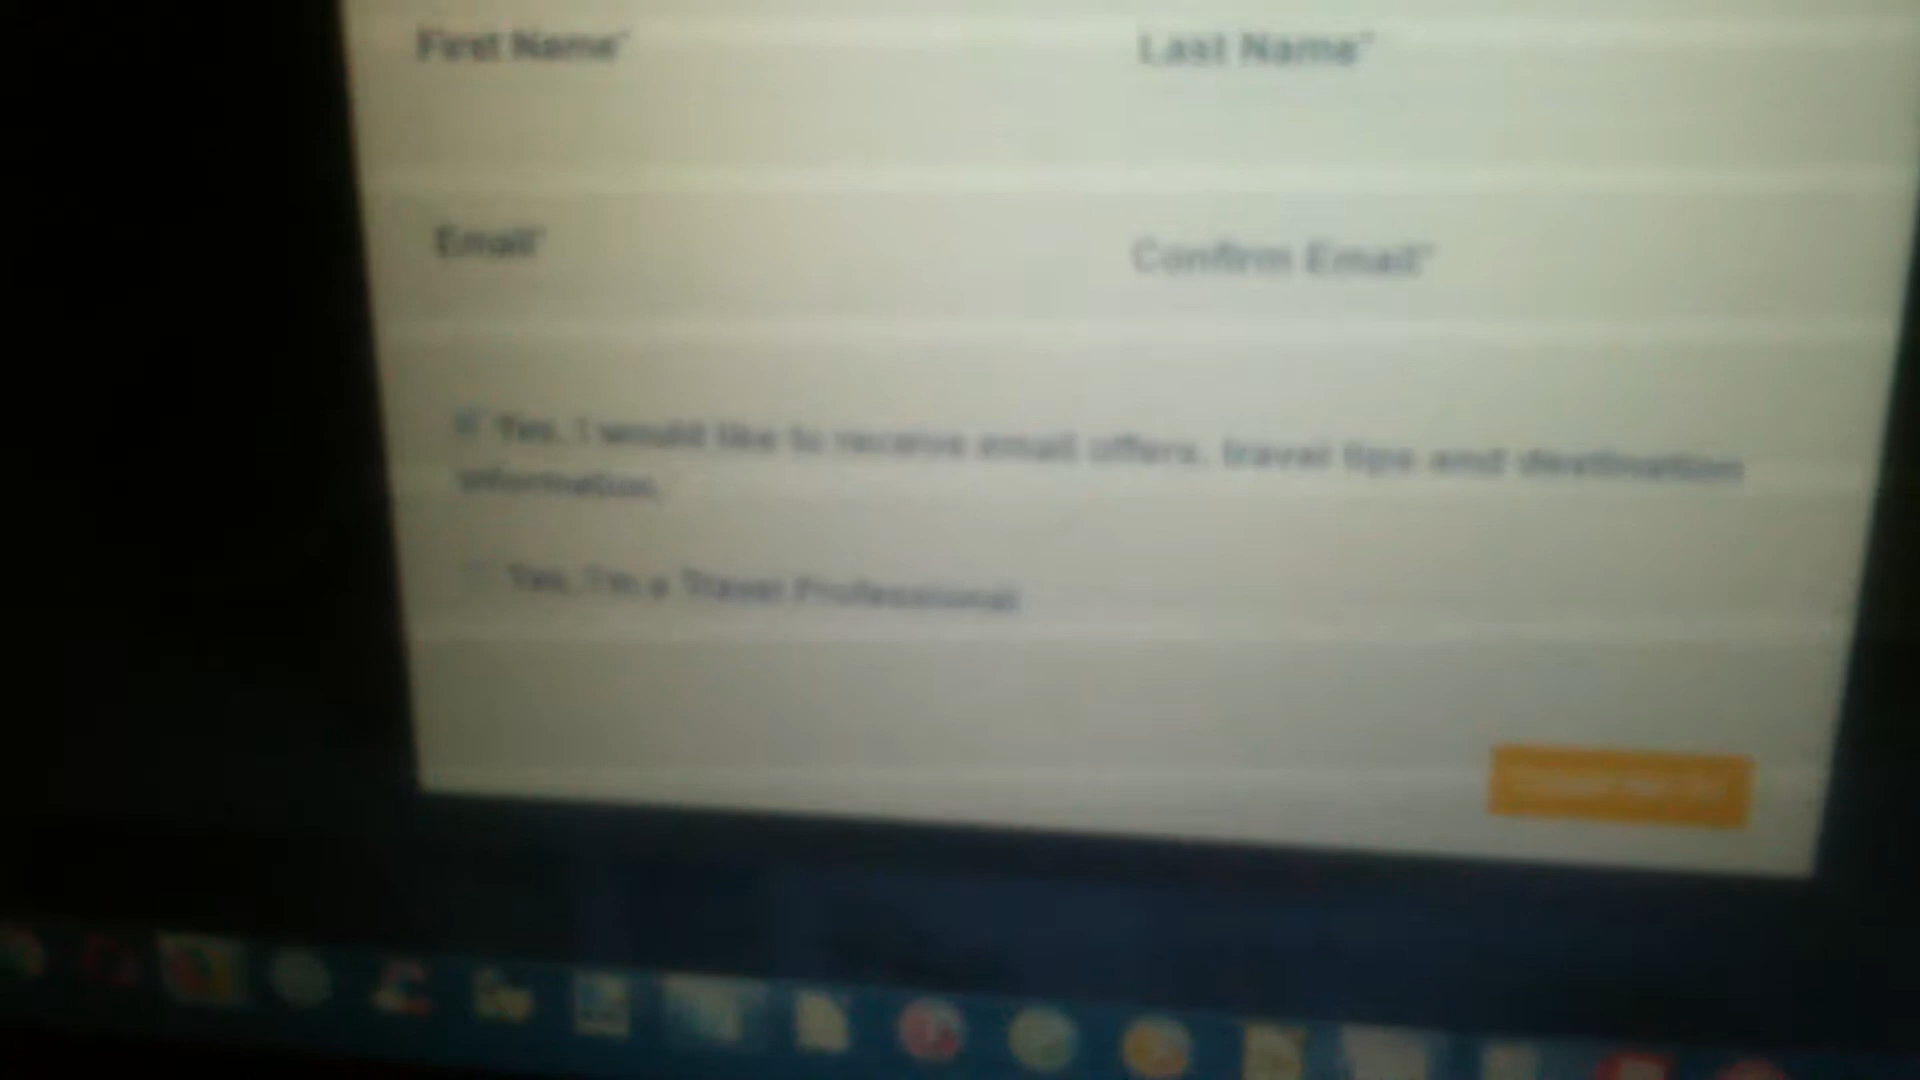 First Name* Last Name*
Email* Confirm Email*
Yes, I would like to receive email offers, travel tips and destination
information.
Yes, I'm a Travel Professional